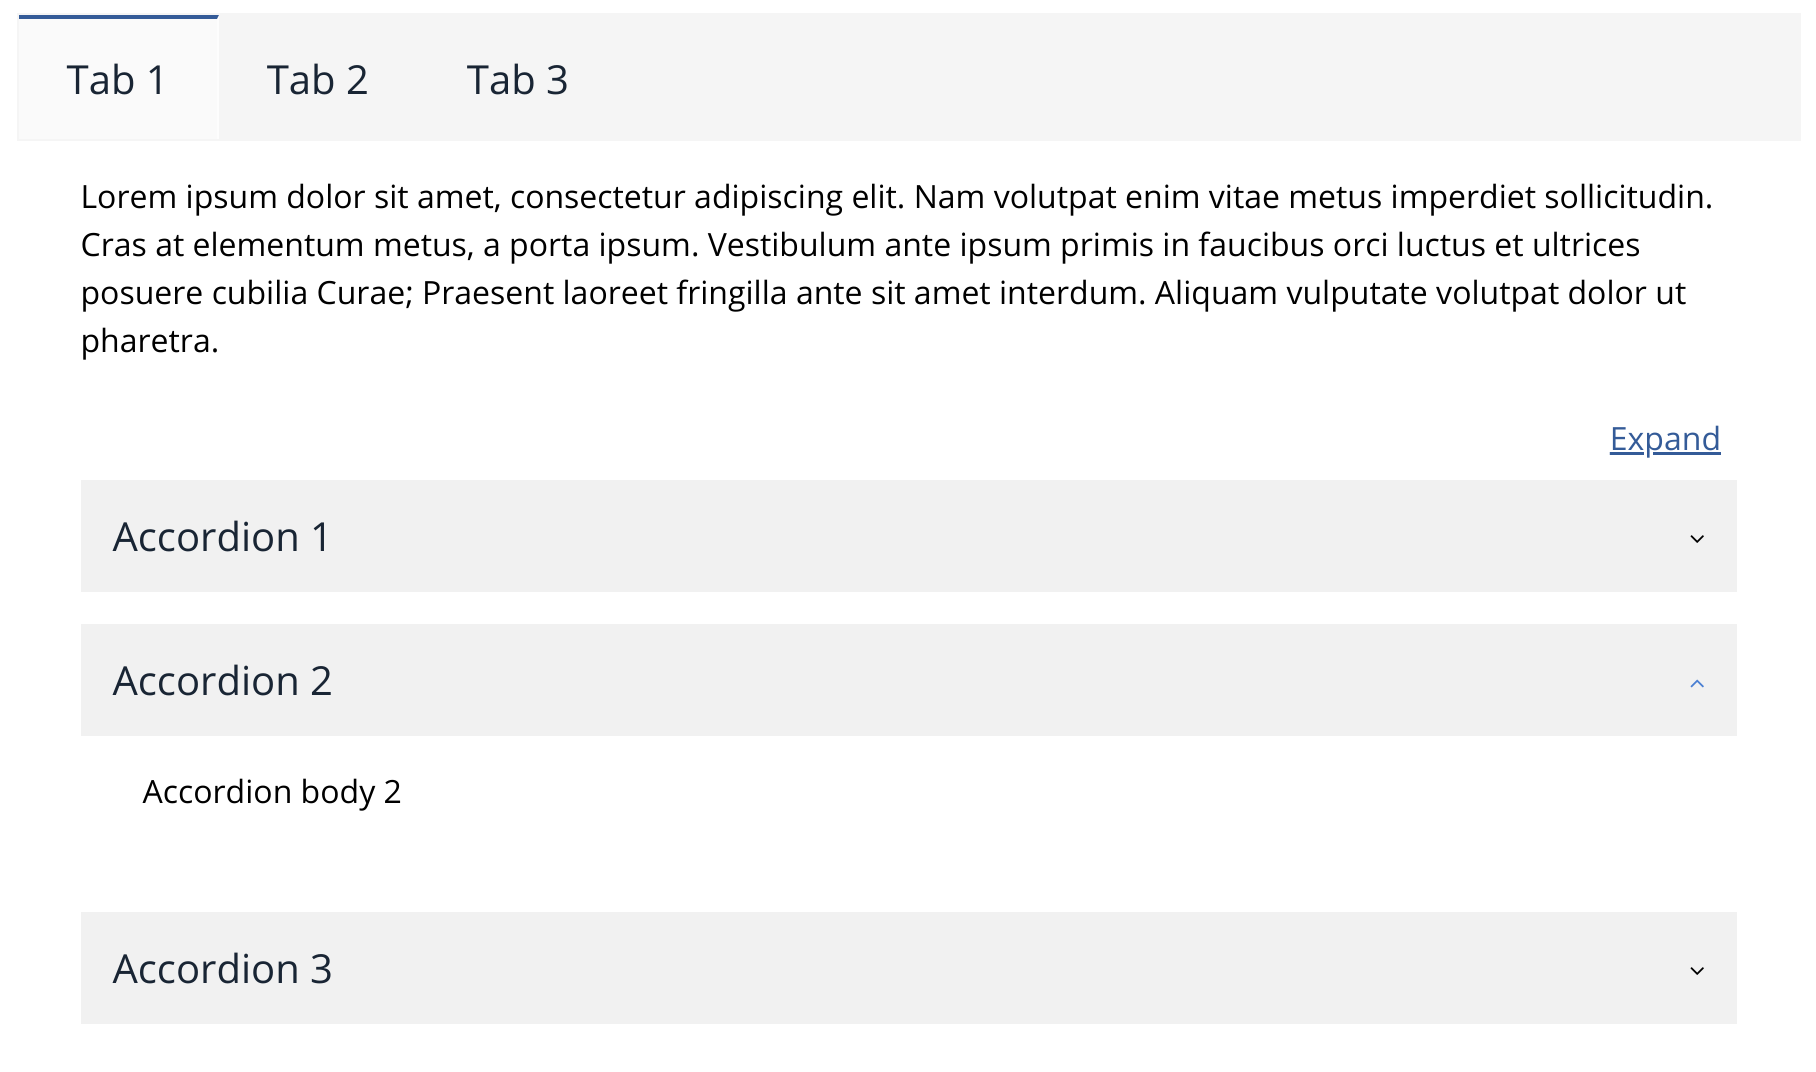 Tab 1 Tab 2 Tab 3
Lorem ipsum dolor sit amet, consectetur adipiscing elit. Nam volutpat enim vitae metus imperdiet sollicitudin.
Cras at elementum metus, a porta ipsum. Vestibulum ante ipsum primis in faucibus orci luctus et ultrices
posuere cubilia Curae; Praesent laoreet fringilla ante sit amet interdum. Aliquam vulputate volutpat dolor ut
pharetra.
Expand
Accordion 1
Accordion 2
Accordion body 2
Accordion 3